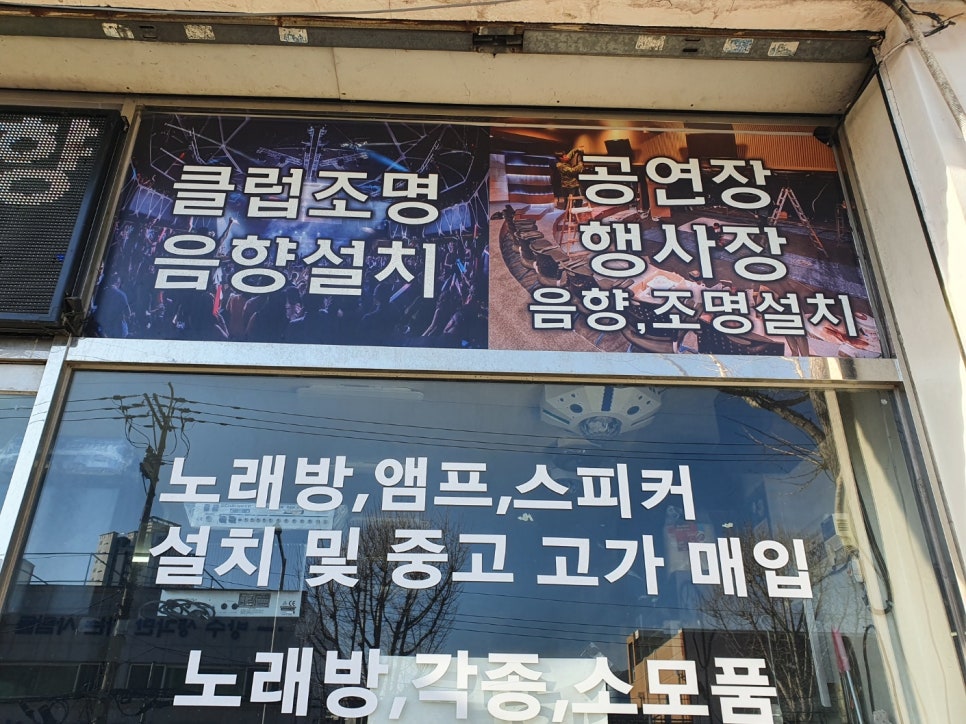 향
클럽조명
음향설치
공연장
행사장
음향,조명설치
노래방,앰프,스피커
설치 및 중고 고가 매입
노래방,각종,소모품